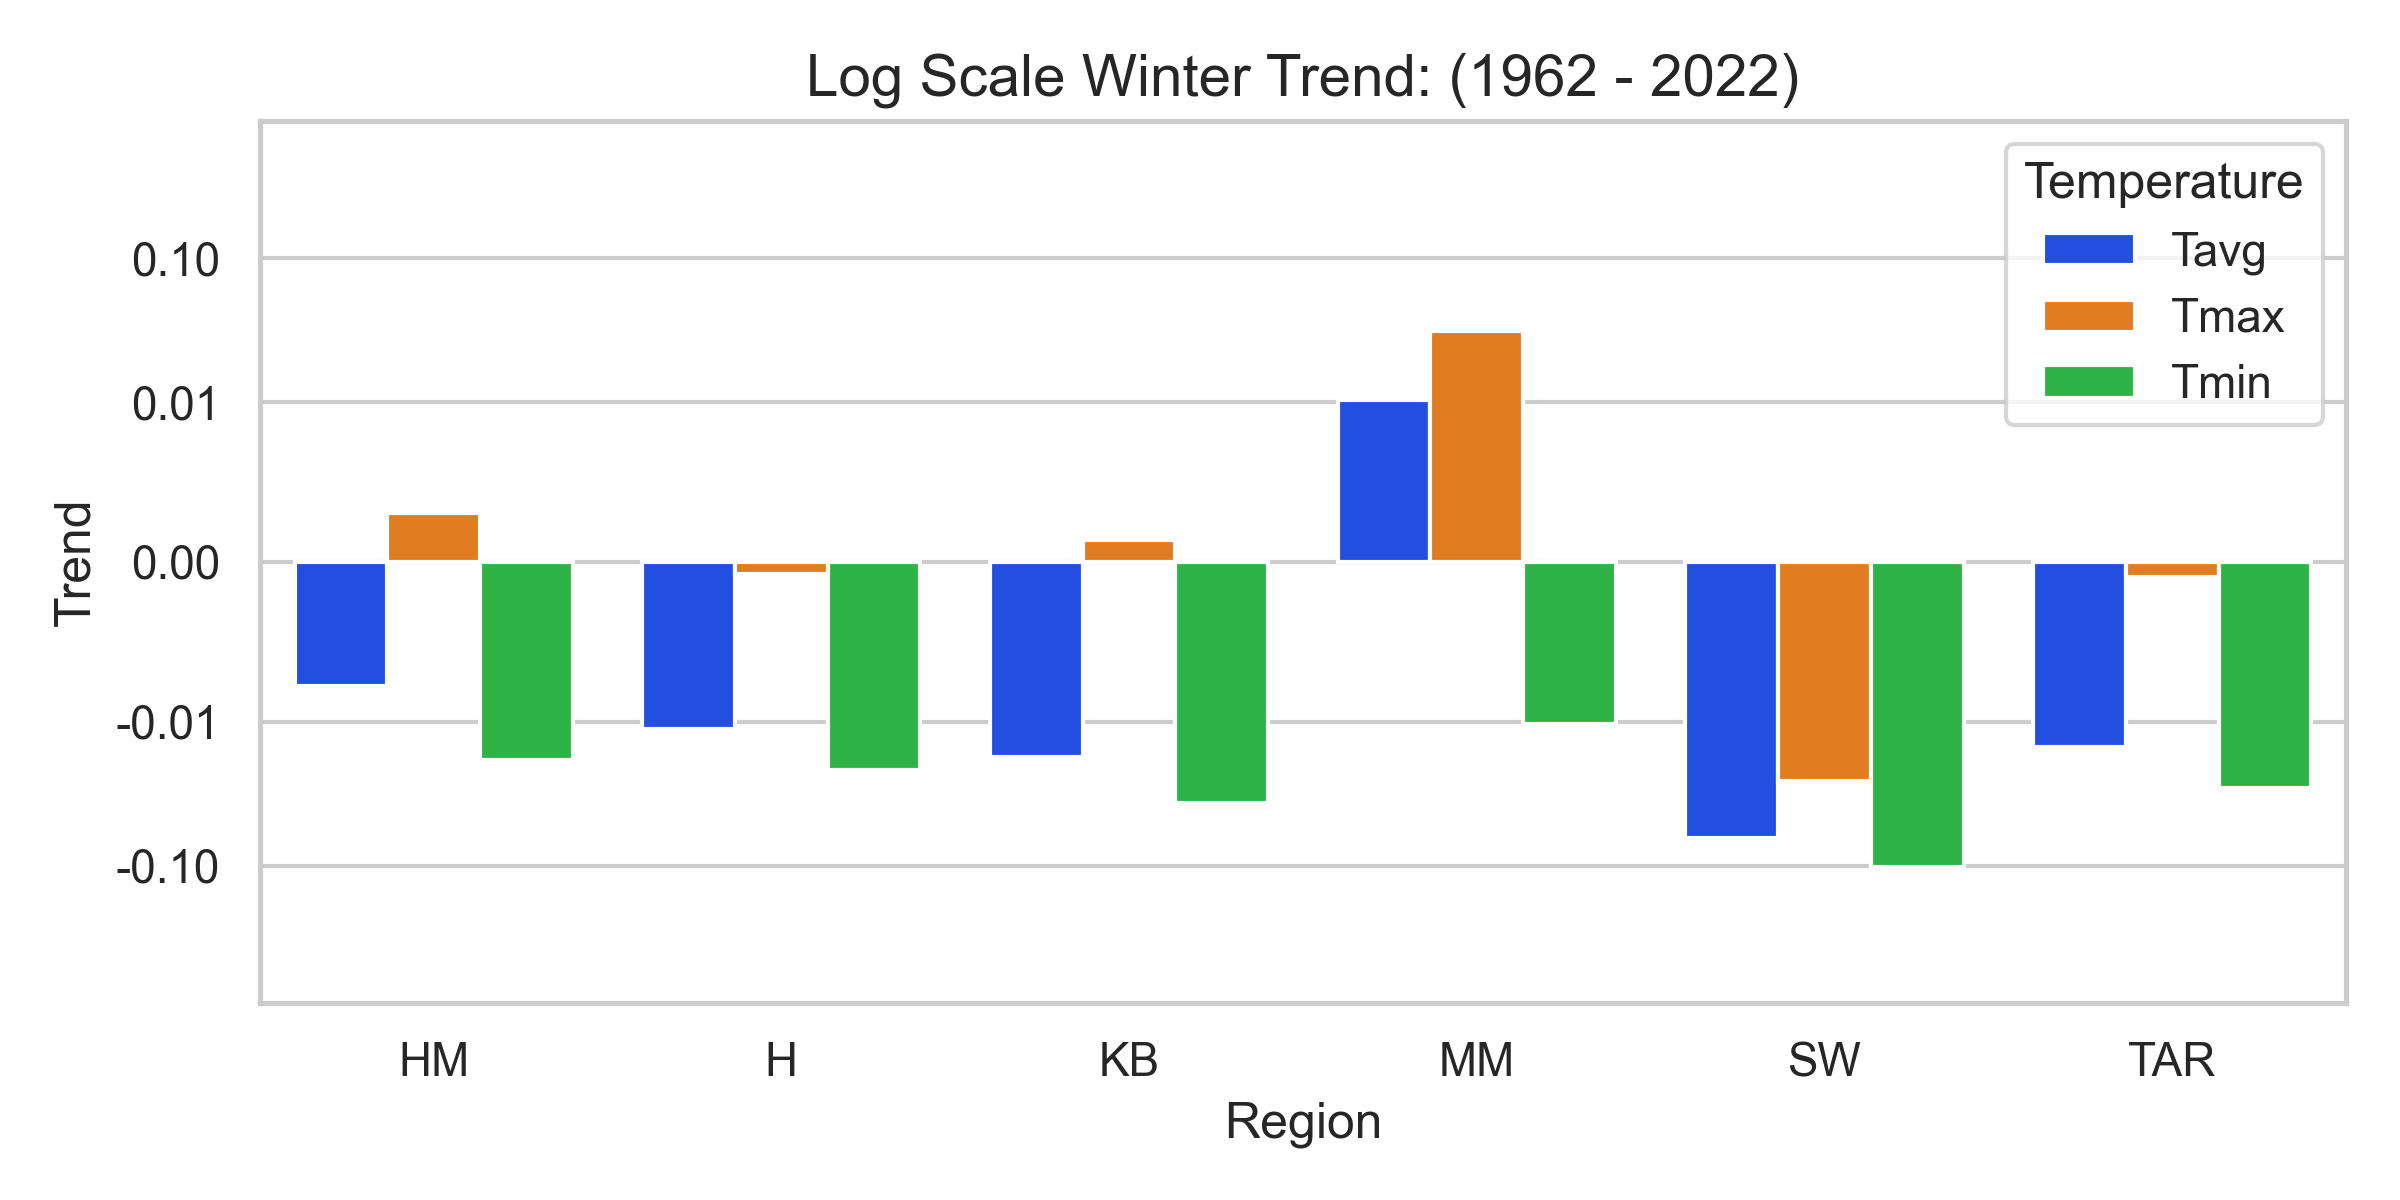 Log Scale Winter Trend: (1962 - 2022)
Temperature
Tavg
Tmax
Tmin
0.10
0.01
0.00
-0.01
-0.10
Trend
HM
H
KB
MM
SW
TAR
Region